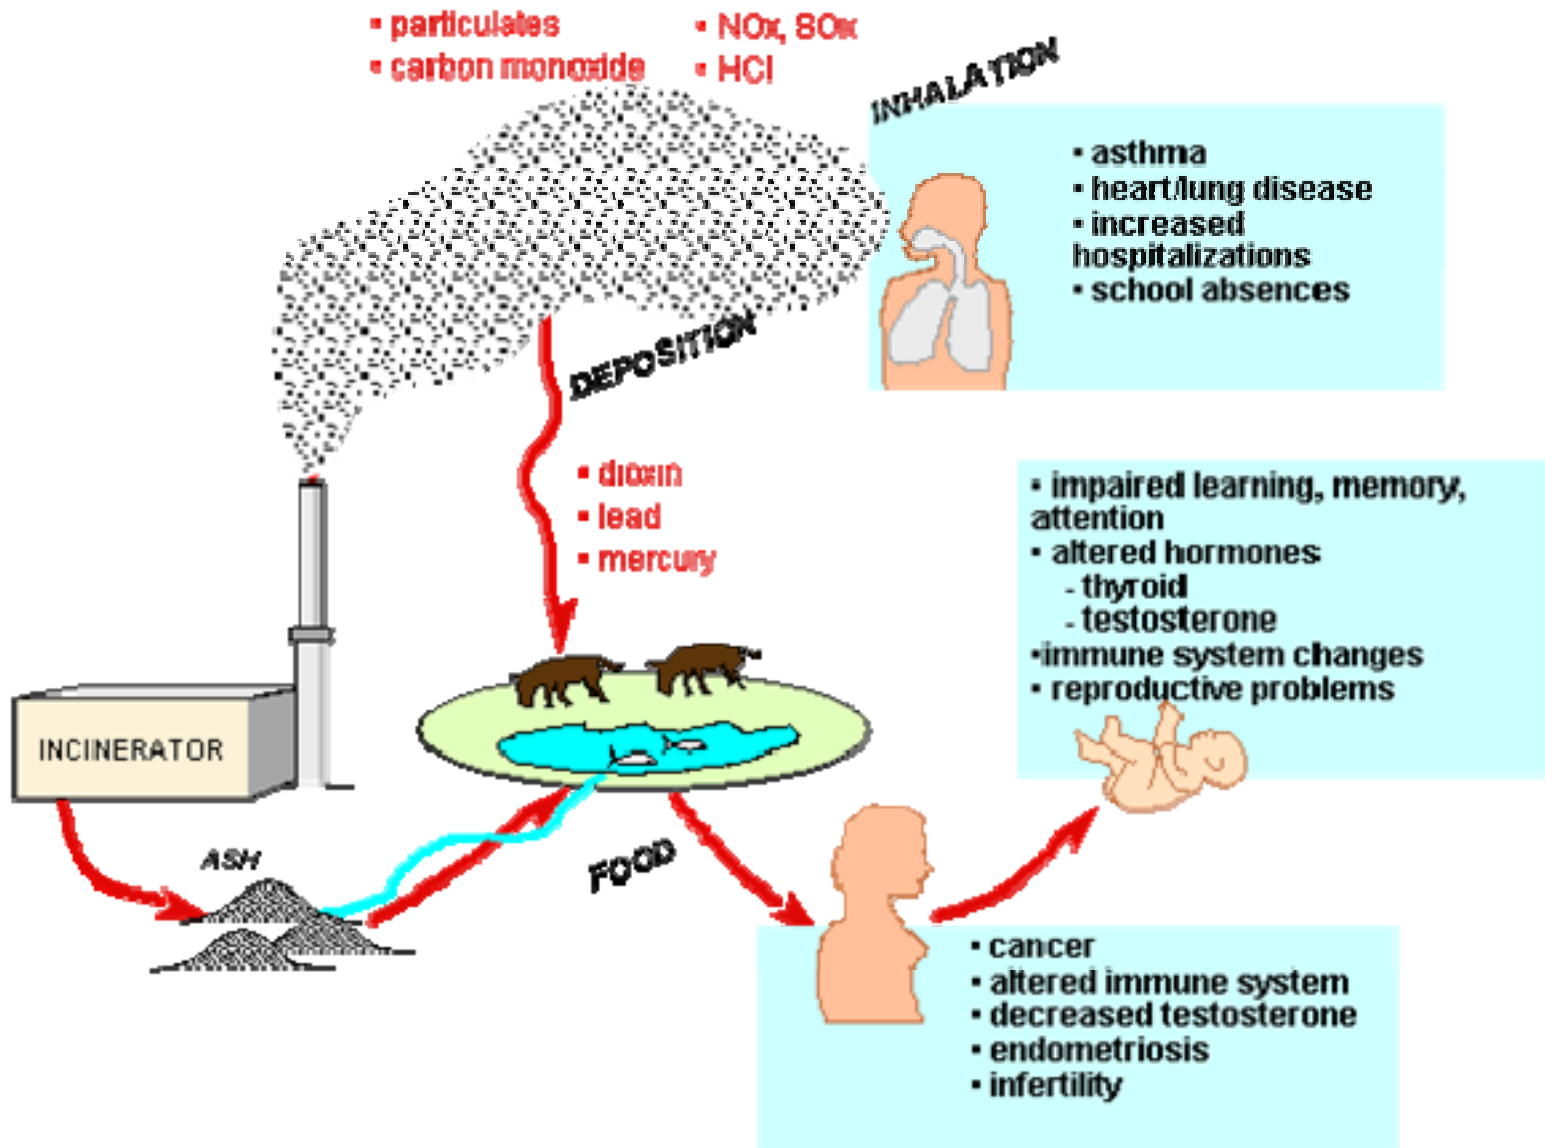 ▪ particulates
▪ carbon monoxide
▪ NOx, SOx
▪ HCl
INHALATION
▪ asthma
▪ heart/lung disease
▪ increased
hospitalizations
▪ school absences
DEPOSITION
▪ dioxin
▪ lead
▪ mercury
▪ impaired learning, memory,
attention
▪ altered hormones
- thyroid
- testosterone
▪immune system changes
▪ reproductive problems
INCINERATOR
ASH
FOOD
▪ cancer
▪ altered immune system
▪ decreased testosterone
▪ endometriosis
▪ infertility